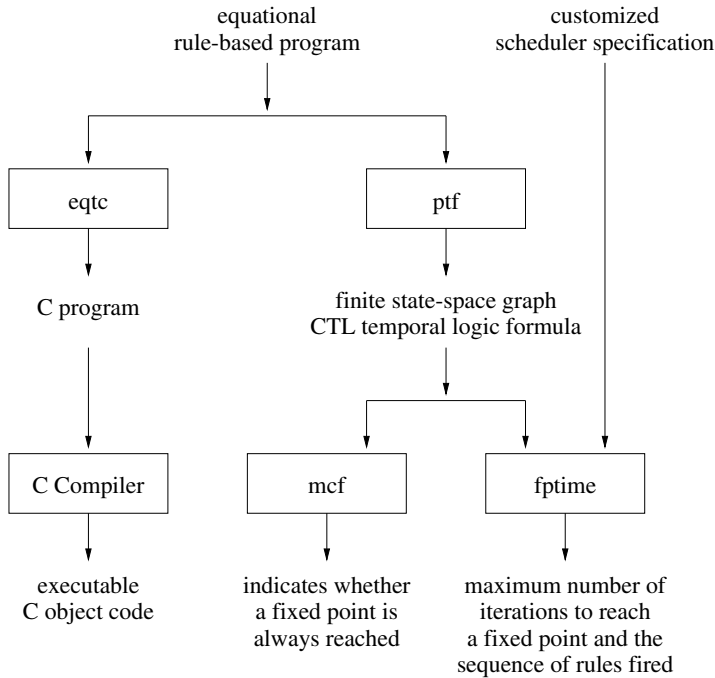 equational
rule-based program
customized
scheduler specification
eqtc
ptf
C program
finite state-space graph
CTL temporal logic formula
C Compiler
mcf
fptime
executable
C object code
indicates whether
a fixed point is
always reached
maximum number of
iterations to reach
a fixed point and the
sequence of rules fired